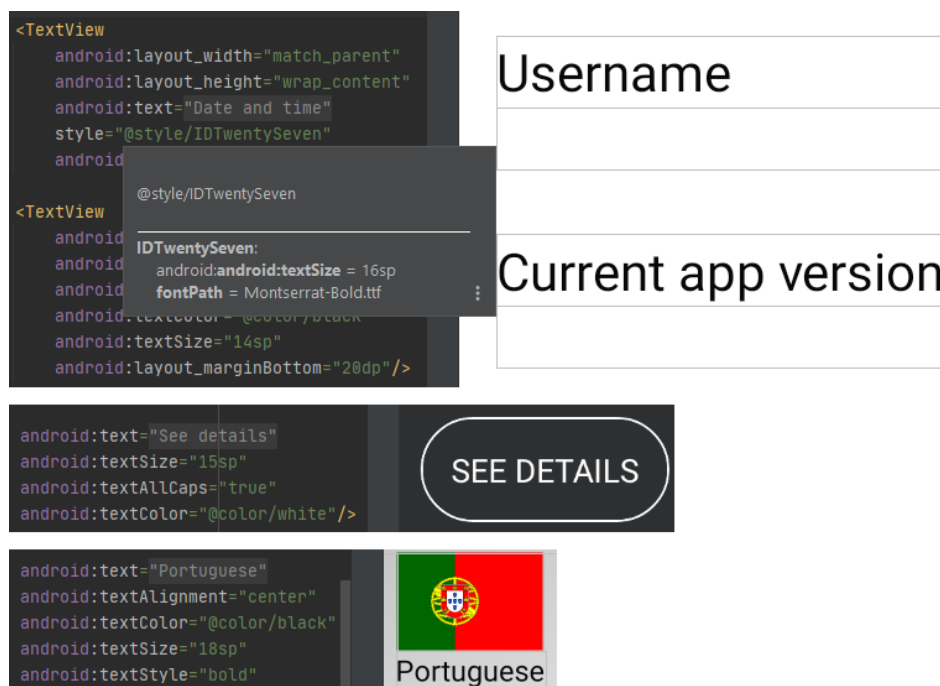 <TextView
android:layout_width="match_parent"
android:layout_height="wrap_content"
android:text="Date and time"
style="@style/IDTwentySeven"
android
@style/IDTwentySeven
IDTwentySeven:
android:android:textSize = 16sp
fontPath = Montserrat-Bold.ttf
<TextView
android
android
android
android:textColor="@color/black"
android:textSize="14sp"
android:layout_marginBottom="20dp"/>
Username
Current app version
android:text="See details"
android:textSize="15sp"
android:textAllCaps="true"
android:textColor="@color/white"/>
SEE DETAILS
android:text="Portuguese"
android:textAlignment="center"
android:textColor="@color/black"
android:textSize="18sp"
android:textStyle="bold"
Portuguese